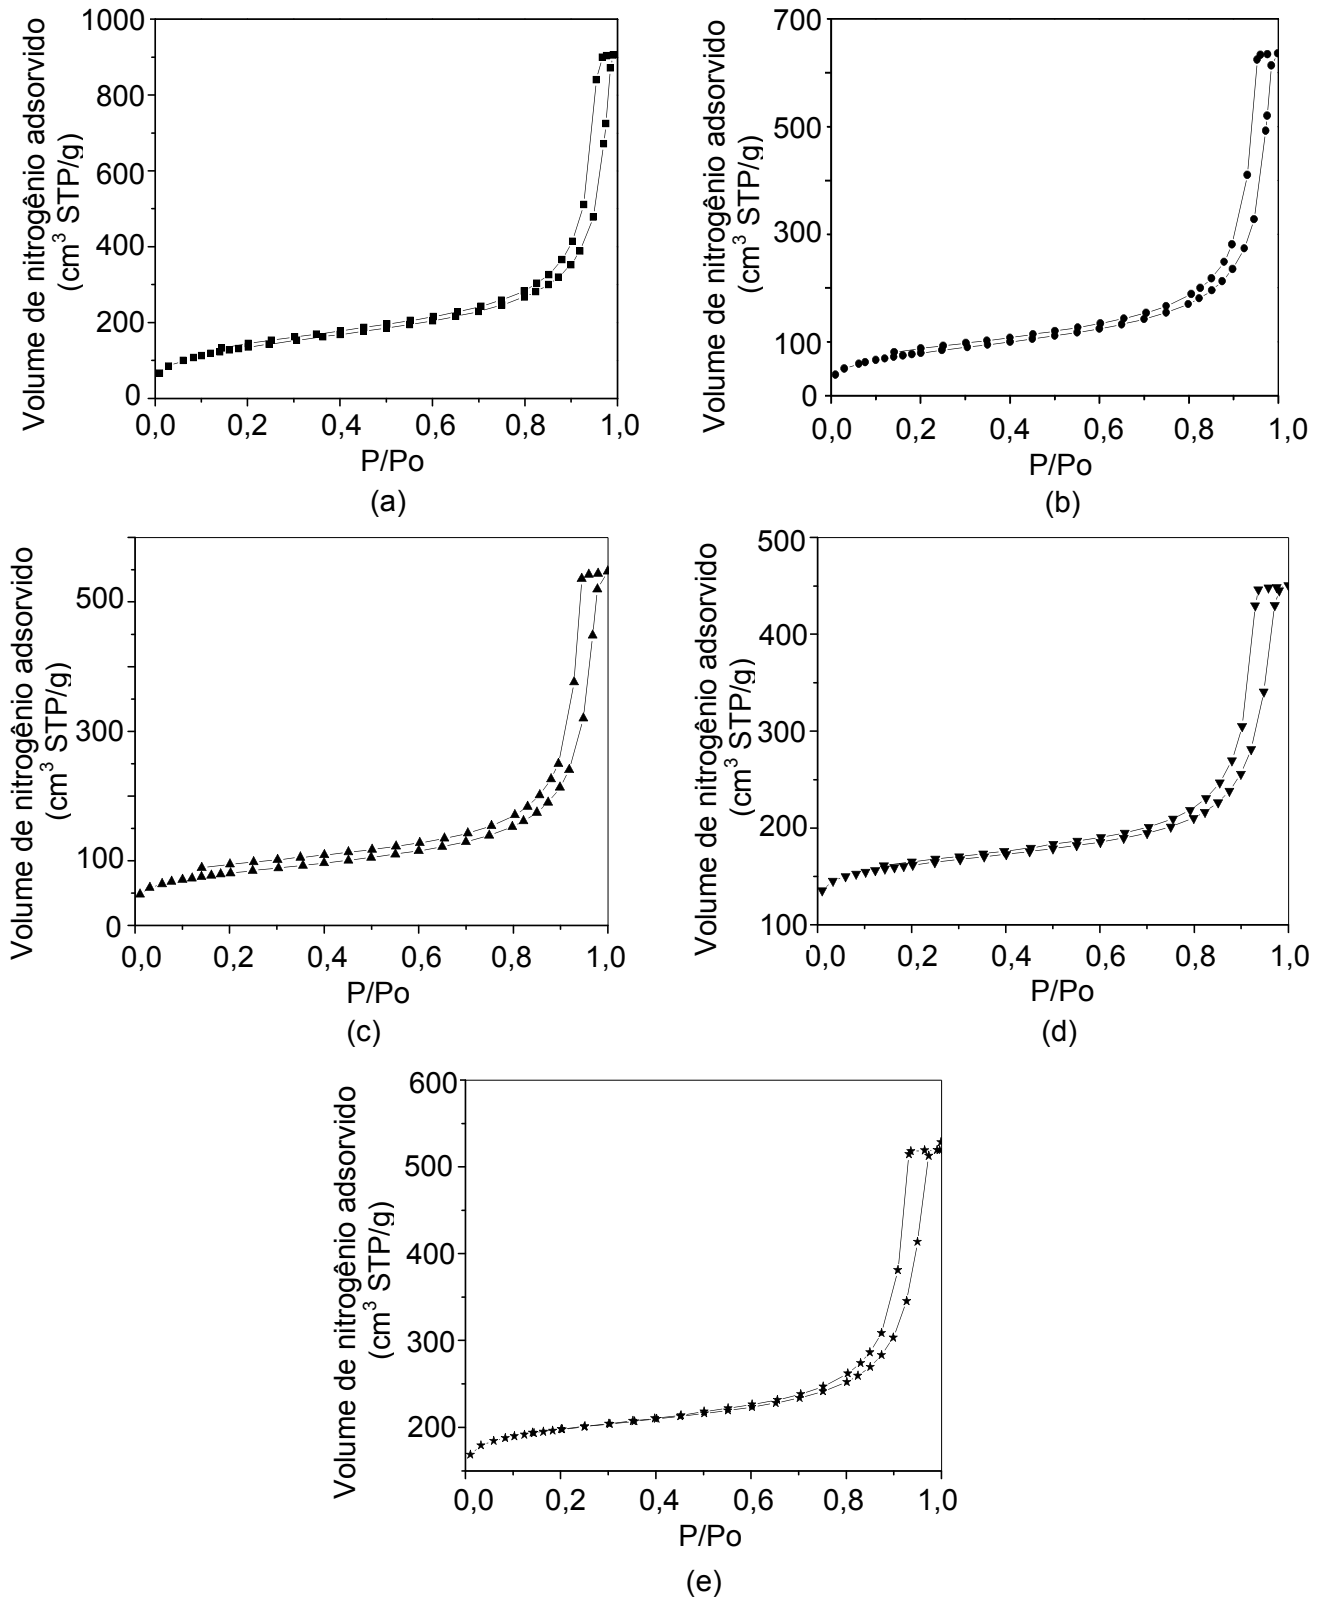 Volume de nitrogênio adsorvido
(cm³ STP/g)
1000
800
600
400
200
0
0,0 0,2 0,4 0,6 0,8 1,0
P/Po
(a)
Volume de nitrogênio adsorvido
(cm³ STP/g)
700
500
300
100
0
0,0 0,2 0,4 0,6 0,8 1,0
P/Po
(b)
Volume de nitrogênio adsorvido
(cm³ STP/g)
500
300
100
0
0,0 0,2 0,4 0,6 0,8 1,0
P/Po
(c)
Volume de nitrogênio adsorvido
(cm³ STP/g)
500
400
300
200
100
0,0 0,2 0,4 0,6 0,8 1,0
P/Po
(d)
Volume de nitrogênio adsorvido
(cm³ STP/g)
600
500
400
300
200
0,0 0,2 0,4 0,6 0,8 1,0
P/Po
(e)